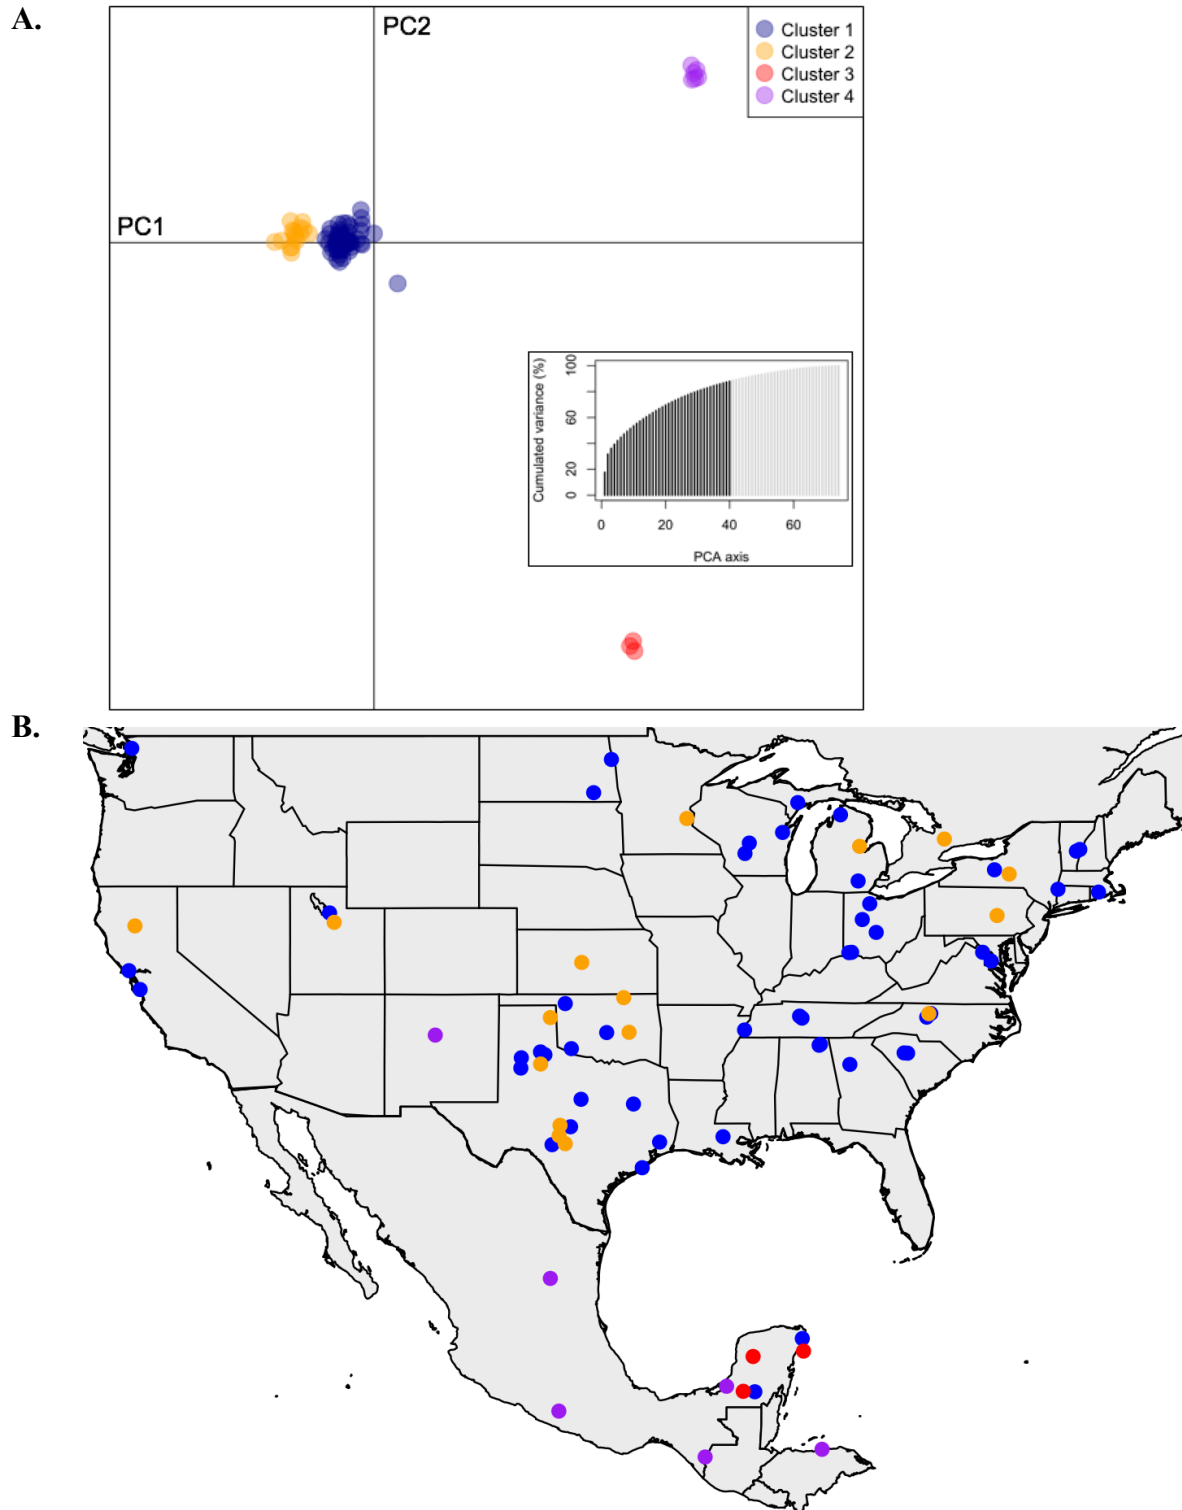 A.
PC2
Cluster 1
Cluster 2
Cluster 3
Cluster 4
PC1
Cumulated variance (%)
100
60
20
0
0 20 40 60
PCA axis
B.